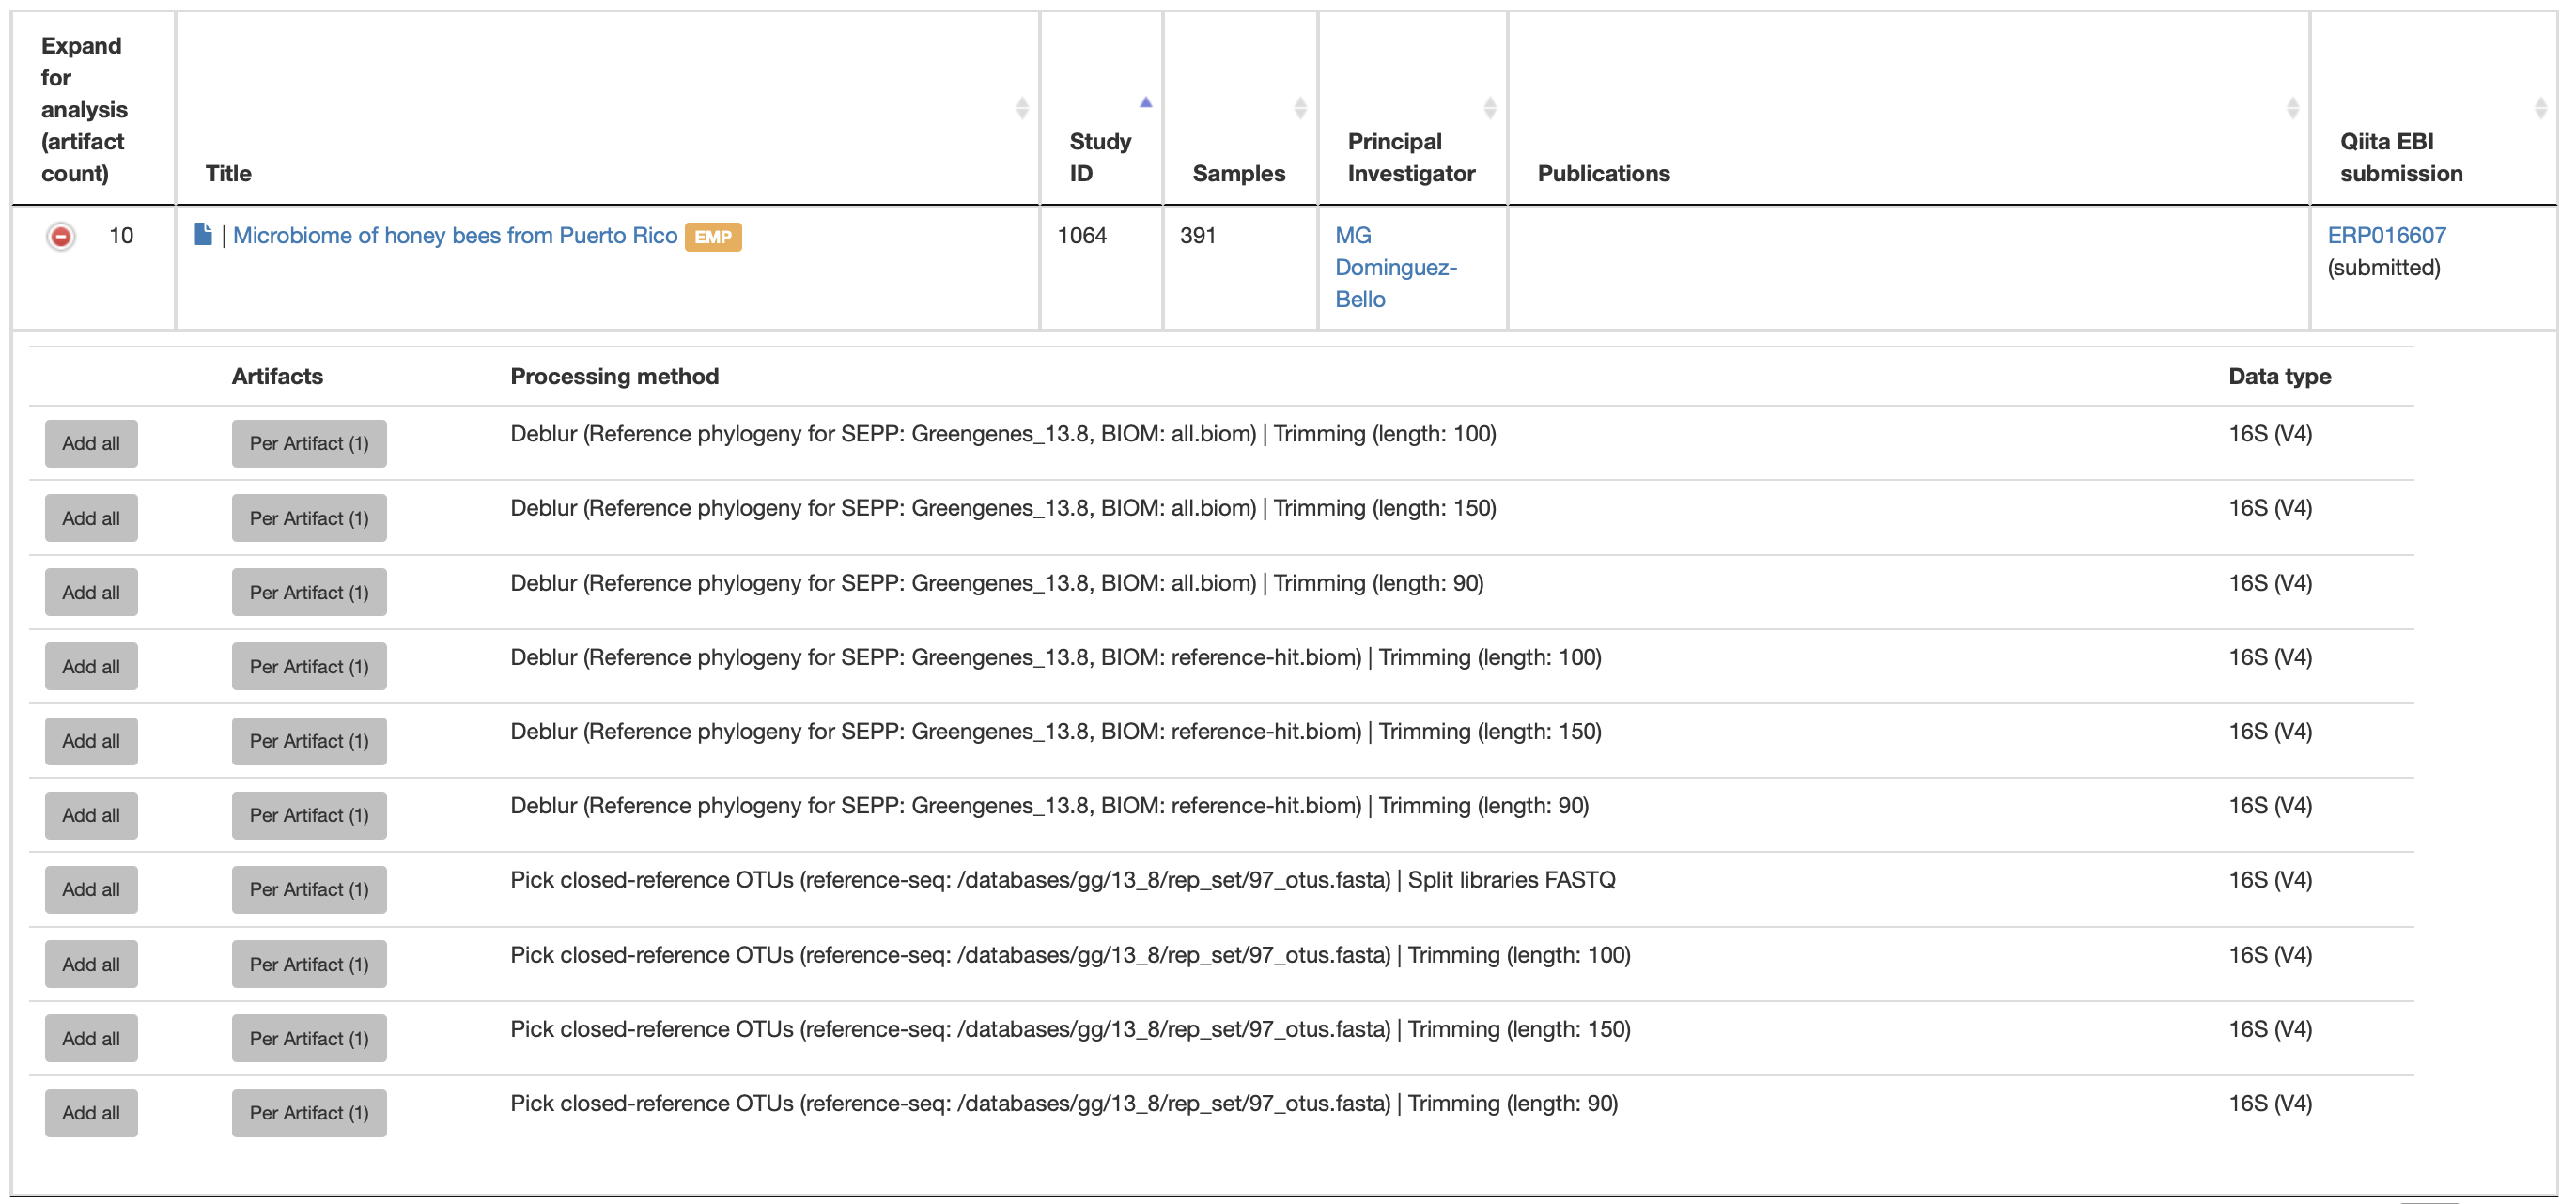 Expand
for
analysis
(artifact
count)
Title
Study
ID
Samples
Principal
Investigator
Publications
Qiita EBI
submission
10
| Microbiome of honey bees from Puerto Rico EMP
1064
391
MG
Dominguez-
Bello
ERP016607
(submitted)
Artifacts Processing method Data type
Add all Per Artifact (1) Deblur (Reference phylogeny for SEPP: Greengenes_13.8, BIOM: all.biom) | Trimming (length: 100) 16S (V4)
Add all Per Artifact (1) Deblur (Reference phylogeny for SEPP: Greengenes_13.8, BIOM: all.biom) | Trimming (length: 150) 16S (V4)
Add all Per Artifact (1) Deblur (Reference phylogeny for SEPP: Greengenes_13.8, BIOM: all.biom) | Trimming (length: 90) 16S (V4)
Add all Per Artifact (1) Deblur (Reference phylogeny for SEPP: Greengenes_13.8, BIOM: reference-hit.biom) | Trimming (length: 100) 16S (V4)
Add all Per Artifact (1) Deblur (Reference phylogeny for SEPP: Greengenes_13.8, BIOM: reference-hit.biom) | Trimming (length: 150) 16S (V4)
Add all Per Artifact (1) Deblur (Reference phylogeny for SEPP: Greengenes_13.8, BIOM: reference-hit.biom) | Trimming (length: 90) 16S (V4)
Add all Per Artifact (1) Pick closed-reference OTUs (reference-seq: /databases/gg/13_8/rep_set/97_otus.fasta) | Split libraries FASTQ 16S (V4)
Add all Per Artifact (1) Pick closed-reference OTUs (reference-seq: /databases/gg/13_8/rep_set/97_otus.fasta) | Trimming (length: 100) 16S (V4)
Add all Per Artifact (1) Pick closed-reference OTUs (reference-seq: /databases/gg/13_8/rep_set/97_otus.fasta) | Trimming (length: 150) 16S (V4)
Add all Per Artifact (1) Pick closed-reference OTUs (reference-seq: /databases/gg/13_8/rep_set/97_otus.fasta) | Trimming (length: 90) 16S (V4)